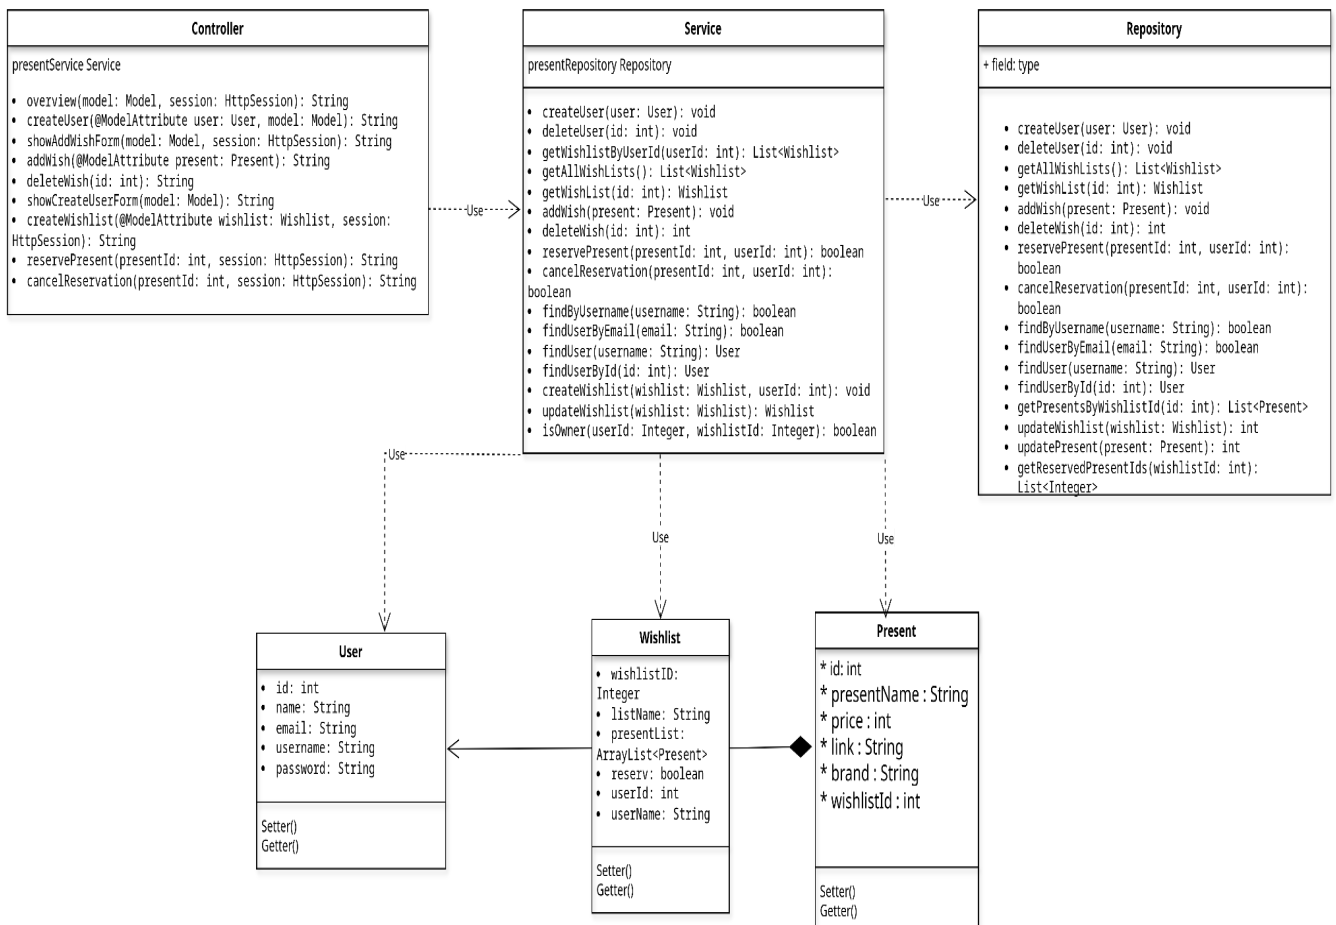 Controller
presentService Service
• overview(model: Model, session: HttpSession): String
• createUser(@ModelAttribute user: User, model: Model): String
• showAddWishForm(model: Model, session: HttpSession): String
• addWish(@ModelAttribute present: Present): String
• deleteWish(id: int): String
• showCreateUserForm(model: Model): String
• createWishlist(@ModelAttribute wishlist: Wishlist, session:
HttpSession): String
• reservePresent(presentId: int, session: HttpSession): String
• cancelReservation(presentId: int, session: HttpSession): String
Use
Service
presentRepository Repository
• createUser(user: User): void
• deleteUser(id: int): void
• getWishlistByUserId(userId: int): List<Wishlist>
• getAllWishLists(): List<Wishlist>
• getWishList(id: int): Wishlist
• addWish(present: Present): void
• deleteWish(id: int): int
• reservePresent(presentId: int, userId: int): boolean
• cancelReservation(presentId: int, userId: int):
boolean
• findByUsername(username: String): boolean
• findUserByEmail(email: String): boolean
• findUser(username: String): User
• findUserById(id: int): User
• createWishlist(wishlist: Wishlist, userId: int): void
• updateWishlist(wishlist: Wishlist): Wishlist
• isOwner(userId: Integer, wishlistId: Integer): boolean
Use
Repository
+ field: type
• createUser(user: User): void
• deleteUser(id: int): void
• getAllWishLists(): List<Wishlist>
• getWishList(id: int): Wishlist
• addWish(present: Present): void
• deleteWish(id: int): int
• reservePresent(presentId: int, userId: int):
boolean
• cancelReservation(presentId: int, userId: int):
boolean
• findByUsername(username: String): boolean
• findUserByEmail(email: String): boolean
• findUser(username: String): User
• findUserById(id: int): User
• getPresentsByWishlistId(id: int): List<Present>
• updateWishlist(wishlist: Wishlist): int
• updatePresent(present: Present): int
• getReservedPresentIds(wishlistId: int):
List<Integer>
Use
Use
Use
User
• id: int
• name: String
• email: String
• username: String
• password: String
Setter()
Getter()
Wishlist
• wishlistID:
Integer
• listName: String
• presentList:
ArrayList<Present>
• reserv: boolean
• userId: int
• userName: String
Setter()
Getter()
Present
* id: int
* presentName : String
* price : int
* link : String
* brand : String
* wishlistId : int
Setter()
Getter()